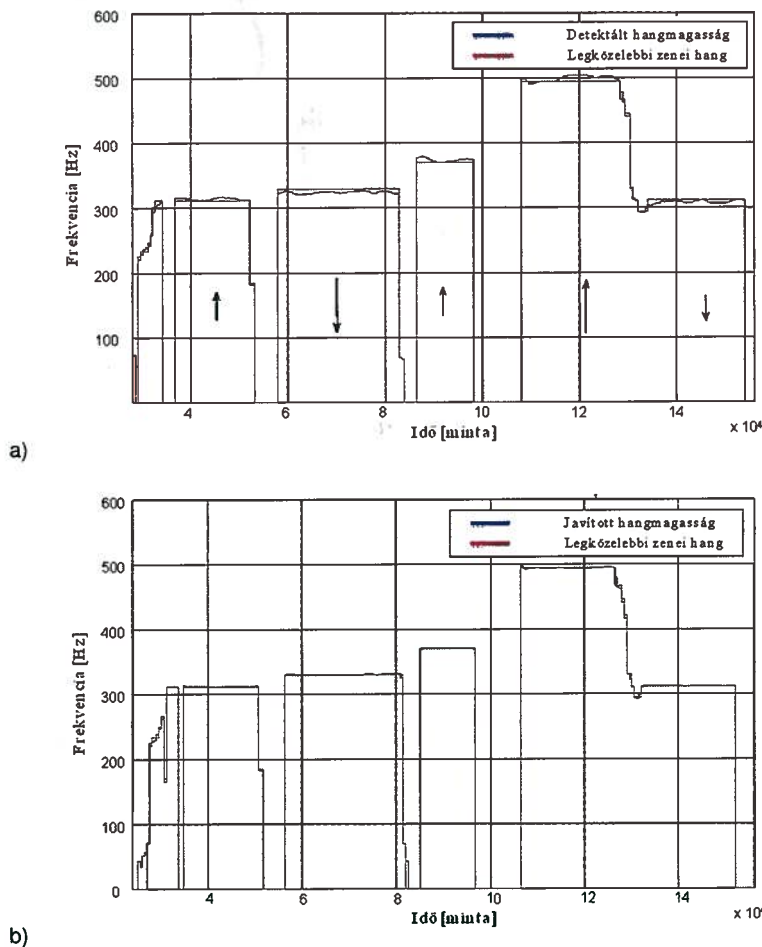 600
500
400
300
200
100
Frekvencia [Hz]
Detektált hangmagasság
Legközelebbi zenei hang
4 6 8 10 12 14
Idő [minta]
x 10⁴
a)
600
500
400
300
200
100
0
Frekvencia [Hz]
Javított hangmagasság
Legközelebbi zenei hang
4 6 8 10 12 14
Idő [minta]
x 10⁴
b)